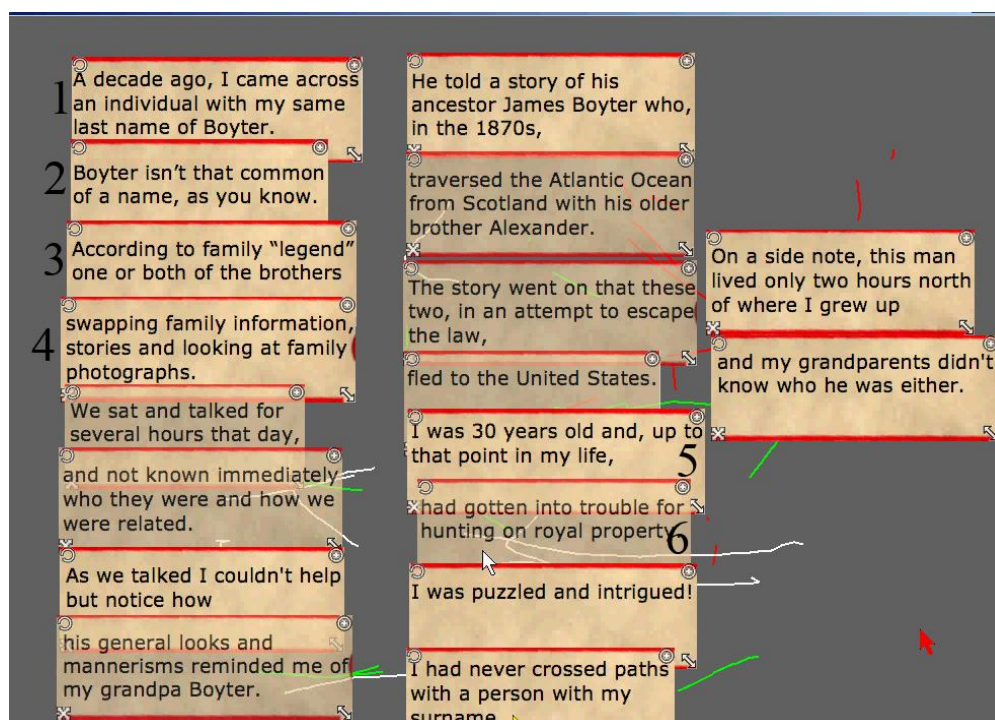 1
A decade ago, I came across
an individual with my same
last name of Boyter.
2
Boyter isn't that common
of a name, as you know.
3
According to family “legend”
one or both of the brothers
4
swapping family information,
stories and looking at family
photographs.
We sat and talked for
several hours that day,
and not known immediately
who they were and how we
were related.
As we talked I couldn't help
but notice how
his general looks and
mannerisms reminded me of
my grandpa Boyter.
He told a story of his
ancestor James Boyter who,
in the 1870s,
traversed the Atlantic Ocean
from Scotland with his older
brother Alexander.
The story went on that these
two, in an attempt to escape
the law,
fled to the United States.
I was 30 years old and, up to
that point in my life,
5
had gotten into trouble for
hunting on royal property
6
I was puzzled and intrigued!
I had never crossed paths
with a person with my
surname
On a side note, this man
lived only two hours north
of where I grew up
and my grandparents didn't
know who he was either.